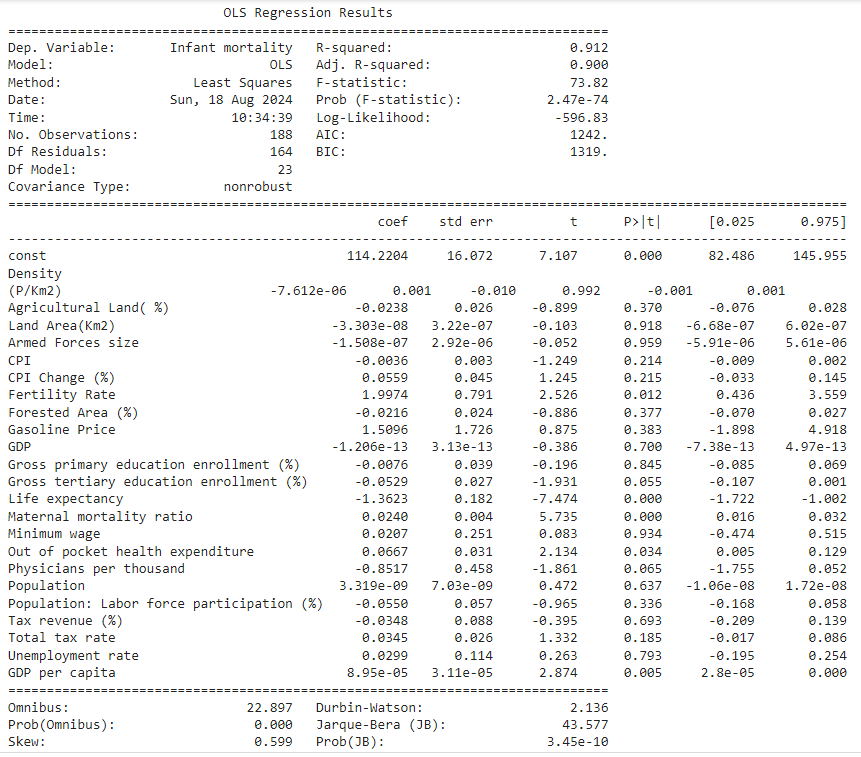 OLS Regression Results
==============================================================================
Dep. Variable: Infant mortality R-squared: 0.912
Model: OLS Adj. R-squared: 0.900
Method: Least Squares F-statistic: 73.82
Date: Sun, 18 Aug 2024 Prob (F-statistic): 2.47e-74
Time: 10:34:39 Log-Likelihood: -596.83
No. Observations: 188 AIC: 1242.
Df Residuals: 164 BIC: 1319.
Df Model: 23
Covariance Type: nonrobust
=============================================================================================================
coef std err t P>|t| [0.025 0.975]
-------------------------------------------------------------------------------------------------------------
const 114.2204 16.072 7.107 0.000 82.486 145.955
Density
(P/Km2) -7.612e-06 0.001 -0.010 0.992 -0.001 0.001
Agricultural Land( %) -0.0238 0.026 -0.899 0.370 -0.076 0.028
Land Area(Km2) -3.303e-08 3.22e-07 -0.103 0.918 -6.68e-07 6.02e-07
Armed Forces size -1.508e-07 2.92e-06 -0.052 0.959 -5.91e-06 5.61e-06
CPI -0.0036 0.003 -1.249 0.214 -0.009 0.002
CPI Change (%) 0.0559 0.045 1.245 0.215 -0.033 0.145
Fertility Rate 1.9974 0.791 2.526 0.012 0.436 3.559
Forested Area (%) -0.0216 0.024 -0.886 0.377 -0.070 0.027
Gasoline Price 1.5096 1.726 0.875 0.383 -1.898 4.918
GDP -1.206e-13 3.13e-13 -0.386 0.700 -7.38e-13 4.97e-13
Gross primary education enrollment (%) -0.0076 0.039 -0.196 0.845 -0.085 0.069
Gross tertiary education enrollment (%) -0.0529 0.027 -1.931 0.055 -0.107 0.001
Life expectancy -1.3623 0.182 -7.474 0.000 -1.722 -1.002
Maternal mortality ratio 0.0240 0.004 5.735 0.000 0.016 0.032
Minimum wage 0.0207 0.251 0.083 0.934 -0.474 0.515
Out of pocket health expenditure 0.0667 0.031 2.134 0.034 0.005 0.129
Physicians per thousand -0.8517 0.458 -1.861 0.065 -1.755 0.052
Population 3.319e-09 7.03e-09 0.472 0.637 -1.06e-08 1.72e-08
Population: Labor force participation (%) -0.0550 0.057 -0.965 0.336 -0.168 0.058
Tax revenue (%) -0.0348 0.088 -0.395 0.693 -0.209 0.139
Total tax rate 0.0345 0.026 1.332 0.185 -0.017 0.086
Unemployment rate 0.0299 0.114 0.263 0.793 -0.195 0.254
GDP per capita 8.95e-05 3.11e-05 2.874 0.005 2.8e-05 0.000
==============================================================================
Omnibus: 22.897 Durbin-Watson: 2.136
Prob(Omnibus): 0.000 Jarque-Bera (JB): 43.577
Skew: 0.599 Prob(JB): 3.45e-10